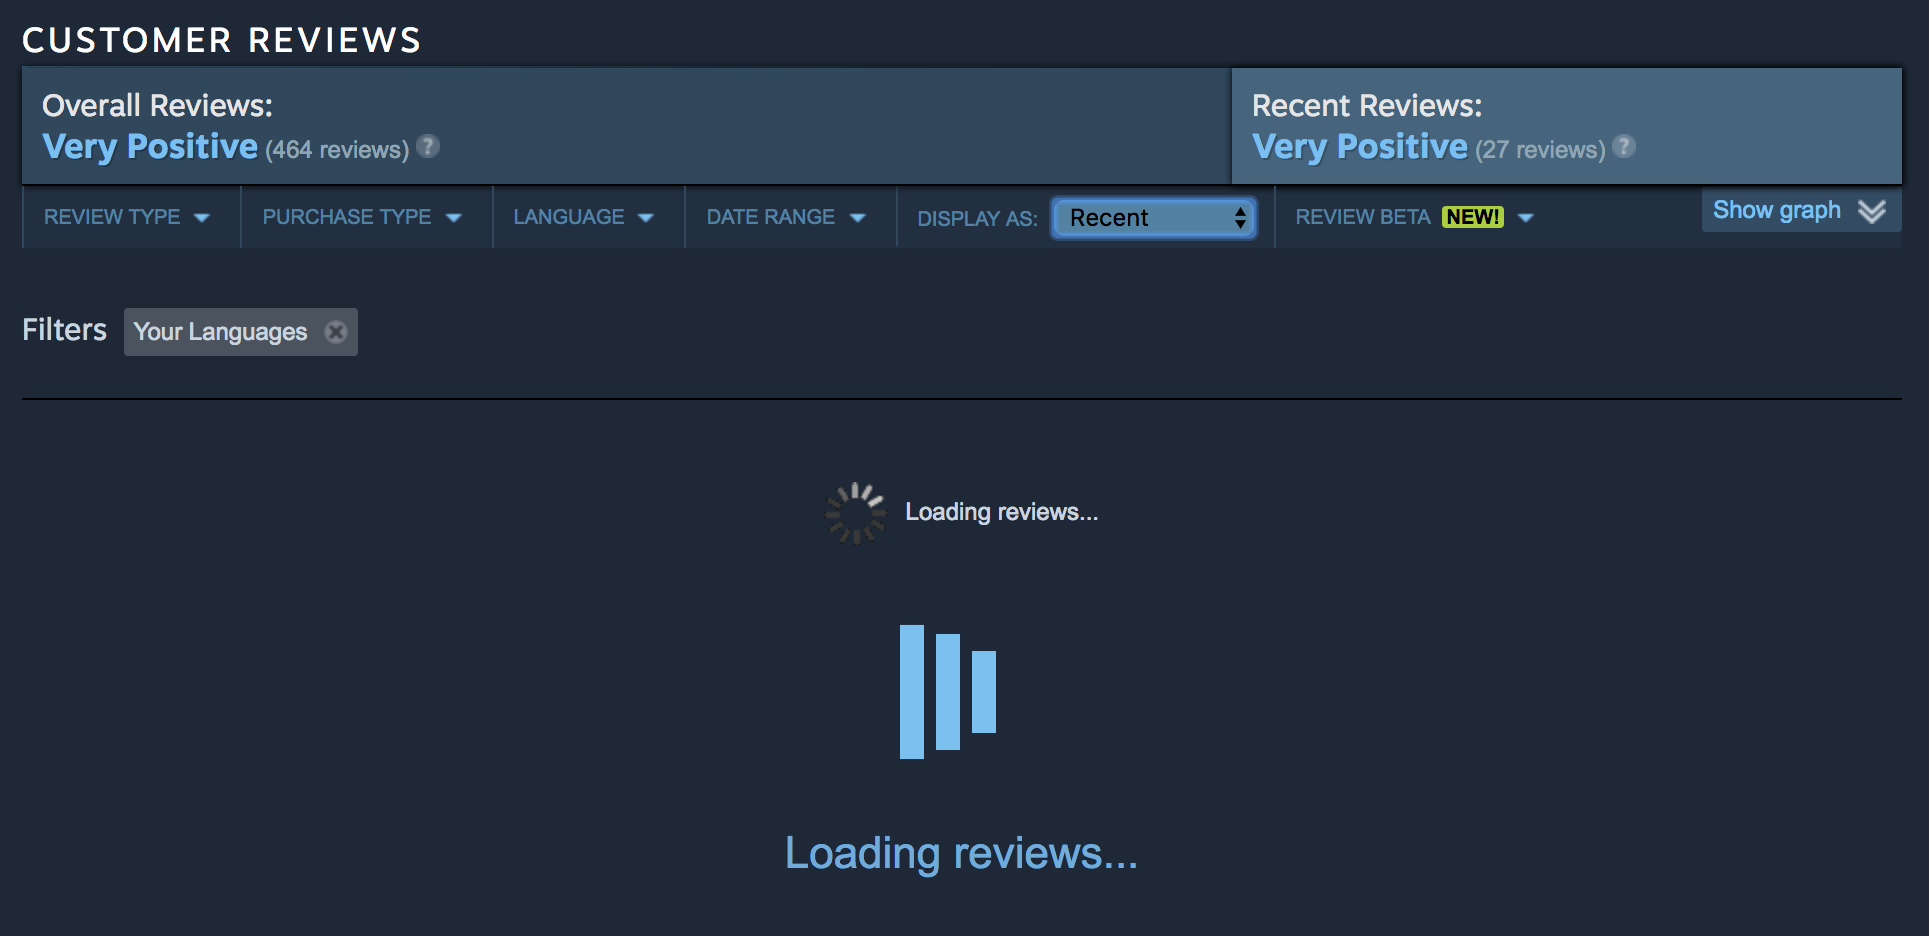 CUSTOMER REVIEWS
Overall Reviews:
Very Positive (464 reviews) ?
Recent Reviews:
Very Positive (27 reviews) ?
REVIEW TYPE PURCHASE TYPE LANGUAGE DATE RANGE DISPLAY AS: Recent REVIEW BETA NEW! Show graph
Filters Your Languages
Loading reviews...
Loading reviews...